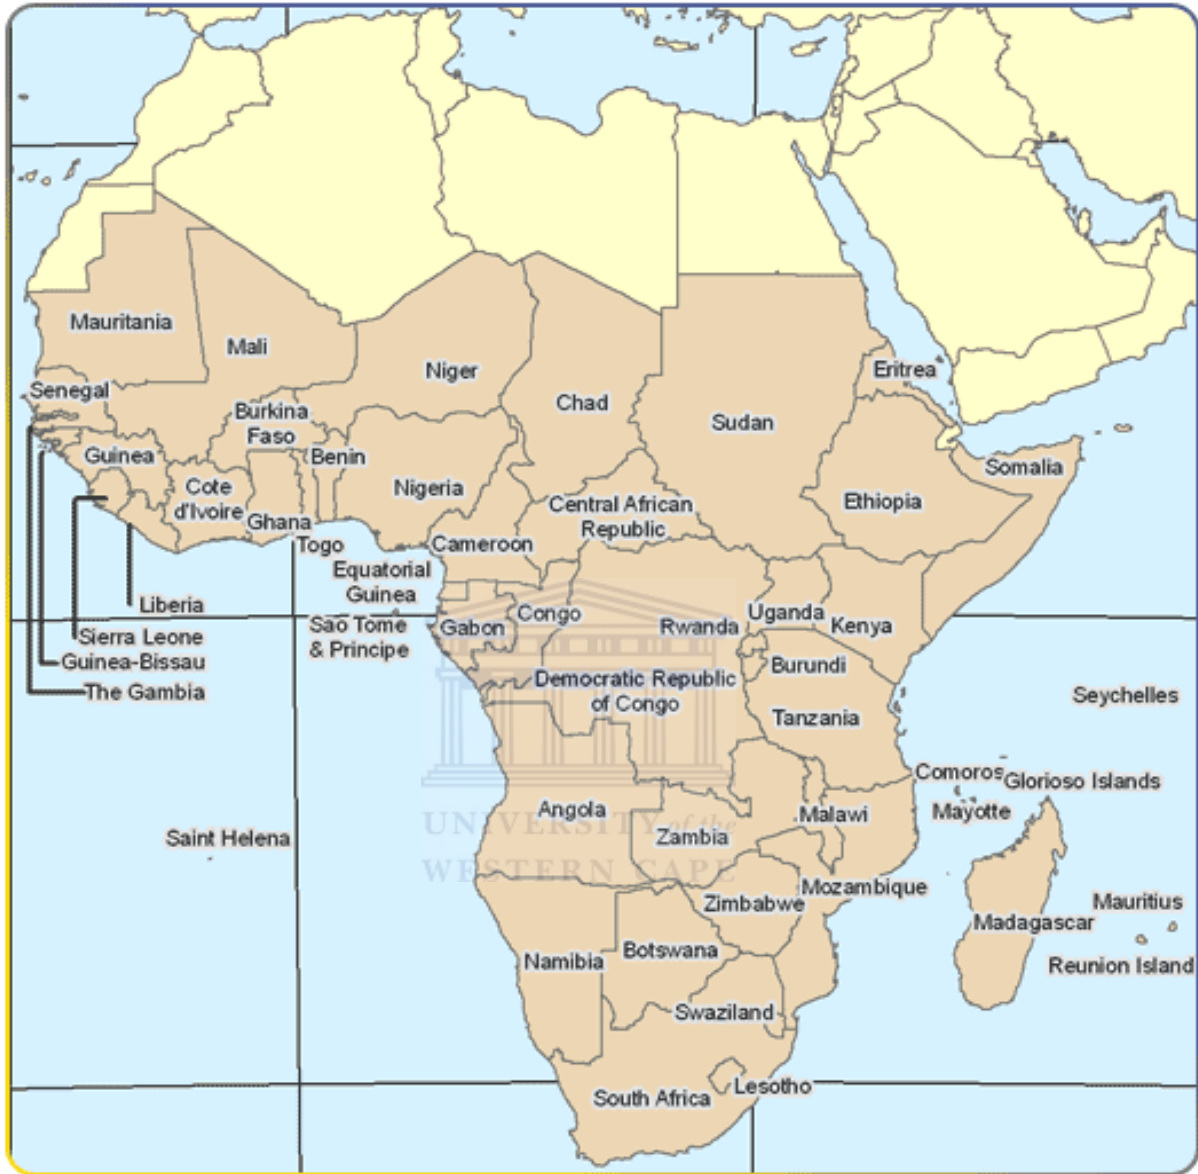 Mauritania
Mali
Niger
Chad
Sudan
Eritrea
Senegal
Burkina
Faso
Benin
Guinea
Cote
d'Ivoire
Ghana
Nigeria
Togo
Central African
Republic
Cameroon
Ethiopia
Somalia
Equatorial
Guinea
Liberia
Sierra Leone
Guinea-Bissau
The Gambia
Sao Tome
& Principe
Gabon
Congo
Rwanda
Uganda
Kenya
Burundi
Democratic Republic
of Congo
Tanzania
Seychelles
Comoros
Glorioso Islands
Mayotte
Angola
Malawi
Zambia
UNIVERSITY of the
WESTERN CAPE
Saint Helena
Mozambique
Zimbabwe
Mauritius
Madagascar
Reunion Island
Namibia
Botswana
Swaziland
South Africa
Lesotho